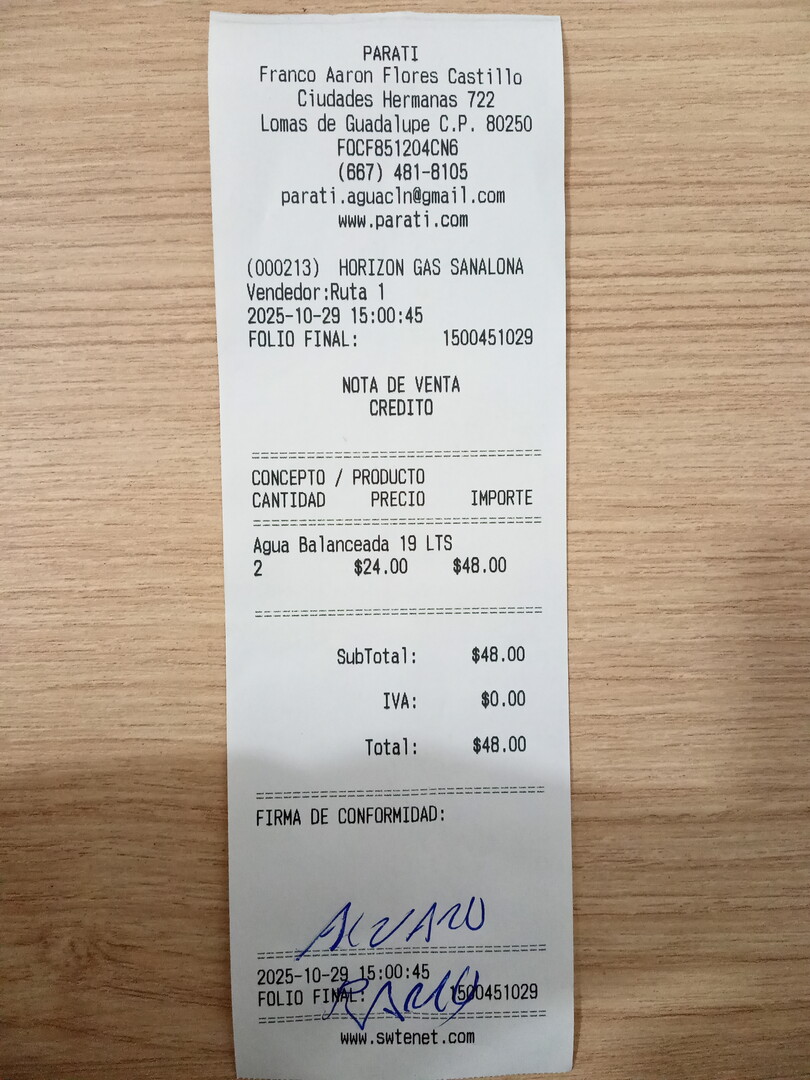 PARATI
Franco Aaron Flores Castillo
Ciudades Hermanas 722
Lomas de Guadalupe C.P. 80250
FOCF851204CN6
(667) 481-8105
parati.aguacln@gmail.com
www.parati.com
(000213) HORIZON GAS SANALONA
Vendedor:Ruta 1
2025-10-29 15:00:45
FOLIO FINAL: 1500451029
NOTA DE VENTA
CREDITO
================================
CONCEPTO / PRODUCTO
CANTIDAD PRECIO IMPORTE
================================
Agua Balanceada 19 LTS
2 $24.00 $48.00
================================
SubTotal: $48.00
IVA: $0.00
Total: $48.00
================================
FIRMA DE CONFORMIDAD:
ALVARO
================================
2025-10-29 15:00:45
FOLIO FINAL: 1500451029
================================
www.swtenet.com